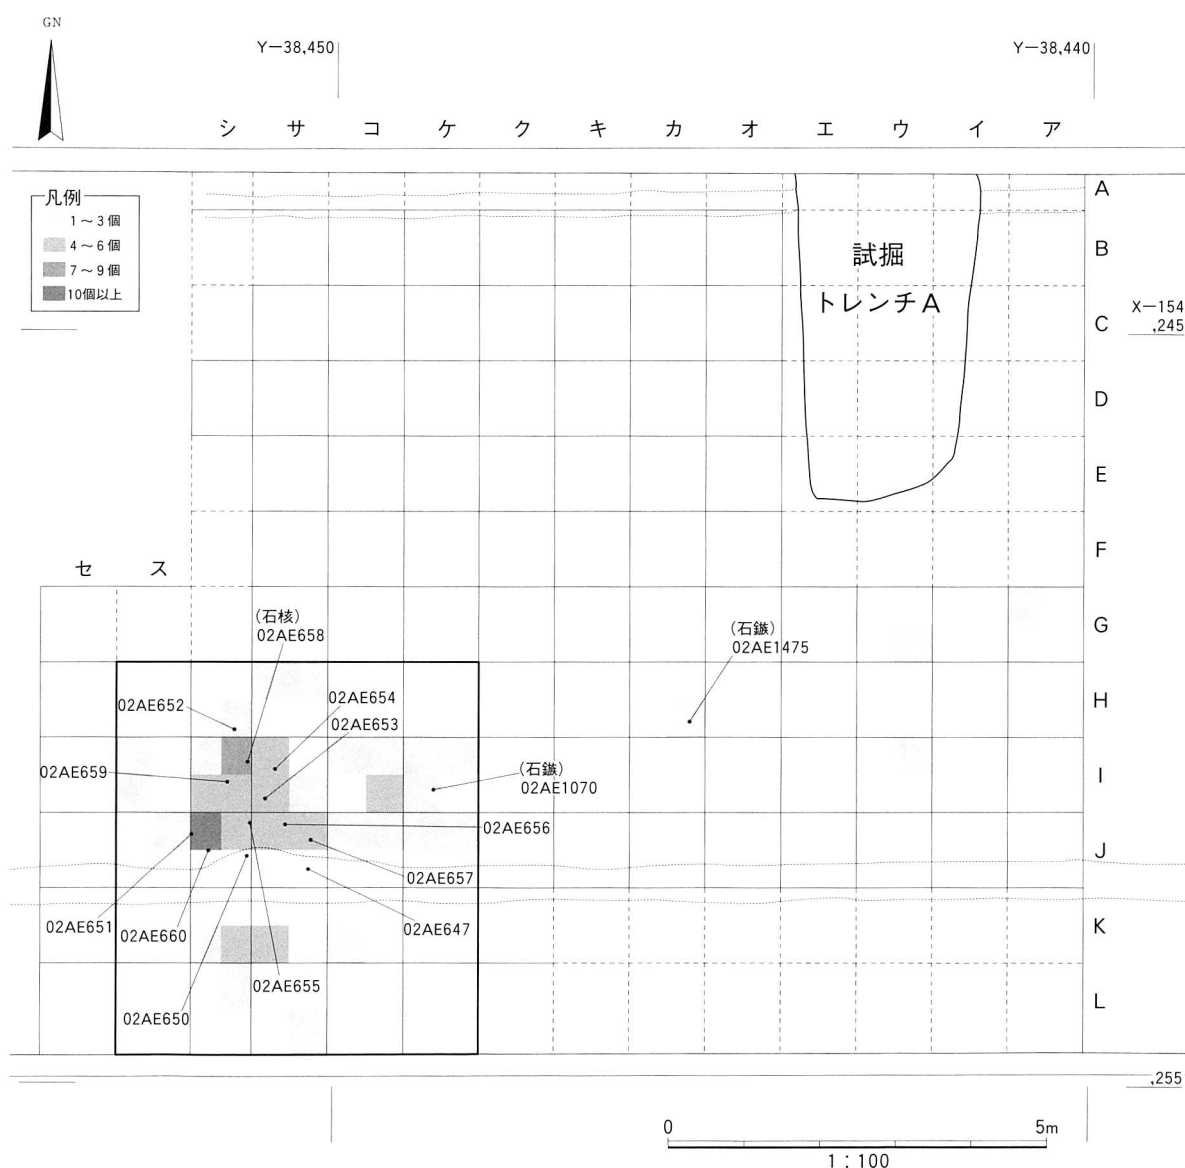 GN
Y－38,450
Y－38,440
シ サ コ ケ ク キ カ オ エ ウ イ ア
凡例
1～3個
4～6個
7～9個
10個以上
A
B
C
D
E
F
G
H
I
J
K
L
試掘
トレンチA
X－154
,245
セ ス
(石核)
02AE658
(石鏃)
02AE1475
02AE652
02AE654
02AE653
02AE659
(石鏃)
02AE1070
02AE656
02AE657
02AE651
02AE660
02AE647
02AE655
02AE650
,255
0 5m
1：100